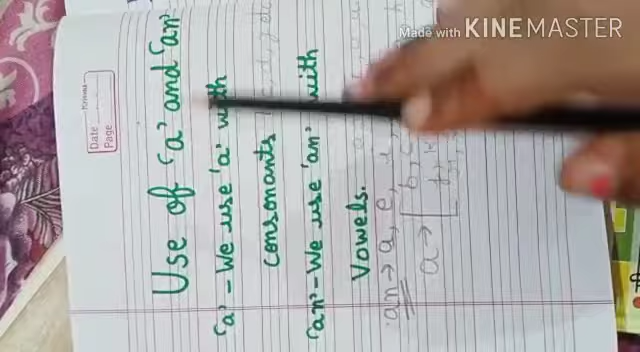 Made with KINEMASTER
Date
Page
Use of 'a' and 'an'
'a' - We use 'a' with
consonants
'an' - We use 'an' with
Vowels.
an → a, e,
a → [ b, c